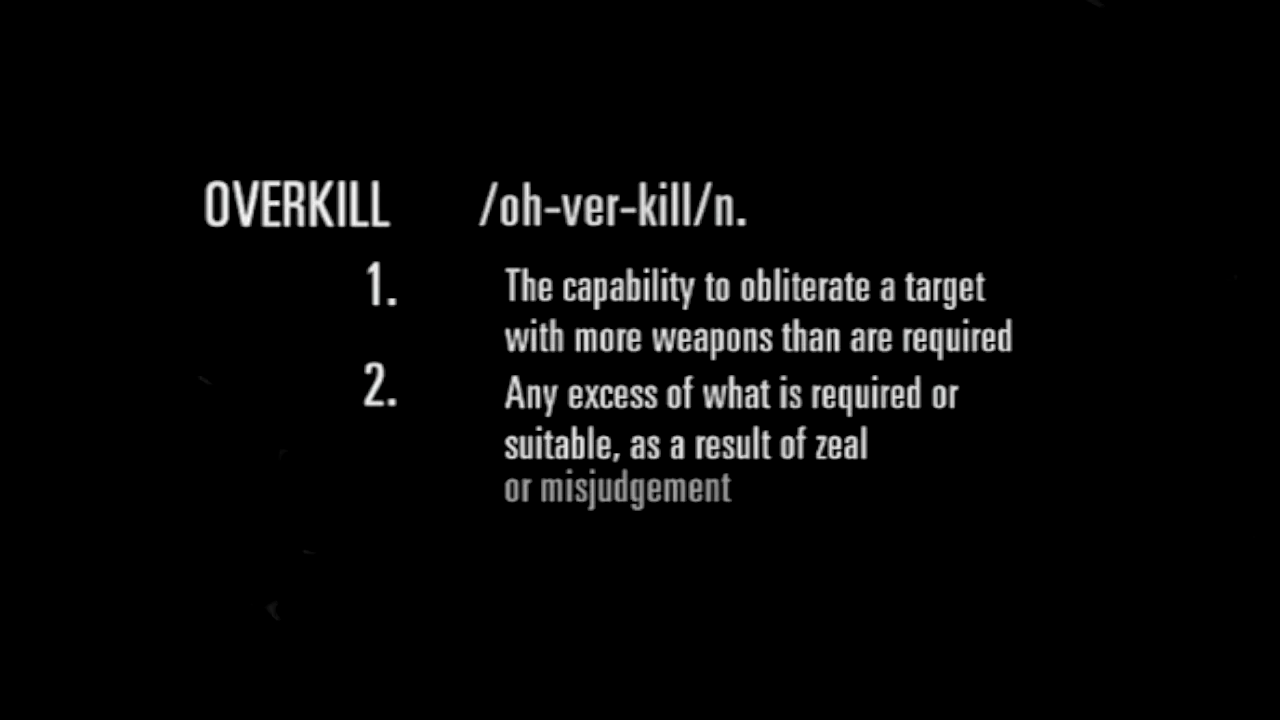 OVERKILL /oh-ver-kill/n.
1. The capability to obliterate a target
with more weapons than are required
2. Any excess of what is required or
suitable, as a result of zeal
or misjudgement